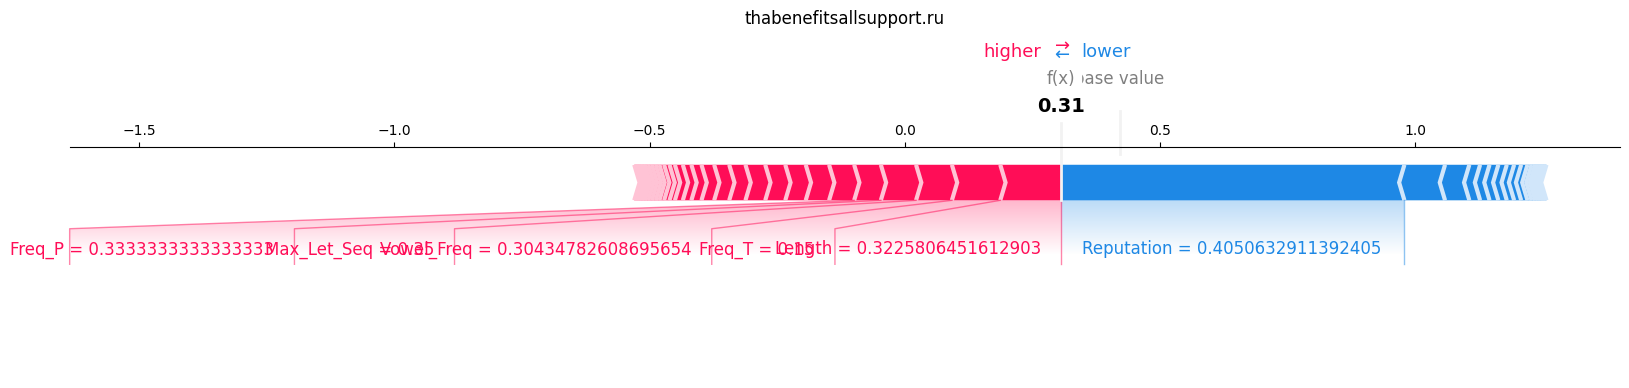 thabenefitsallsupport.ru
higher ⇄ lower
f(x) base value
0.31
−1.5 −1.0 −0.5 0.0 0.5 1.0
Freq_P = 0.3333333333333333 Max_Let_Seq = 0.35 Vowel_Freq = 0.30434782608695654 Freq_T = 0.15 Length = 0.3225806451612903 Reputation = 0.4050632911392405